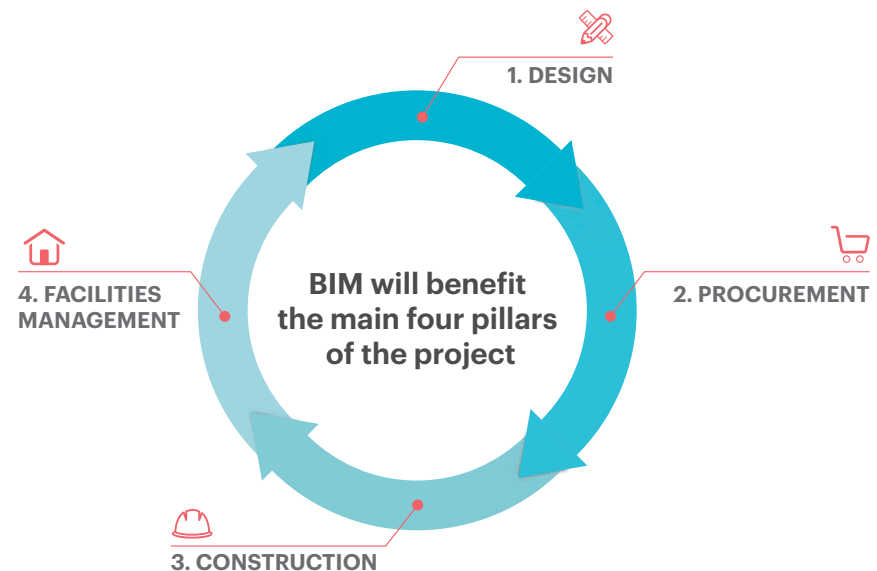 1. DESIGN
2. PROCUREMENT
3. CONSTRUCTION
4. FACILITIES
MANAGEMENT
BIM will benefit
the main four pillars
of the project